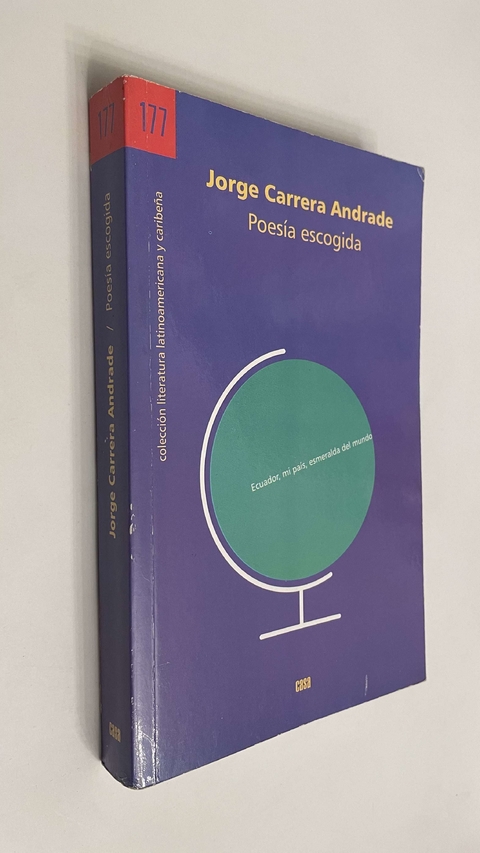 177
Jorge Carrera Andrade / Poesía escogida
casa
177
colección literatura latinoamericana y caribeña
Jorge Carrera Andrade
Poesía escogida
Ecuador, mi país, esmeralda del mundo
casa